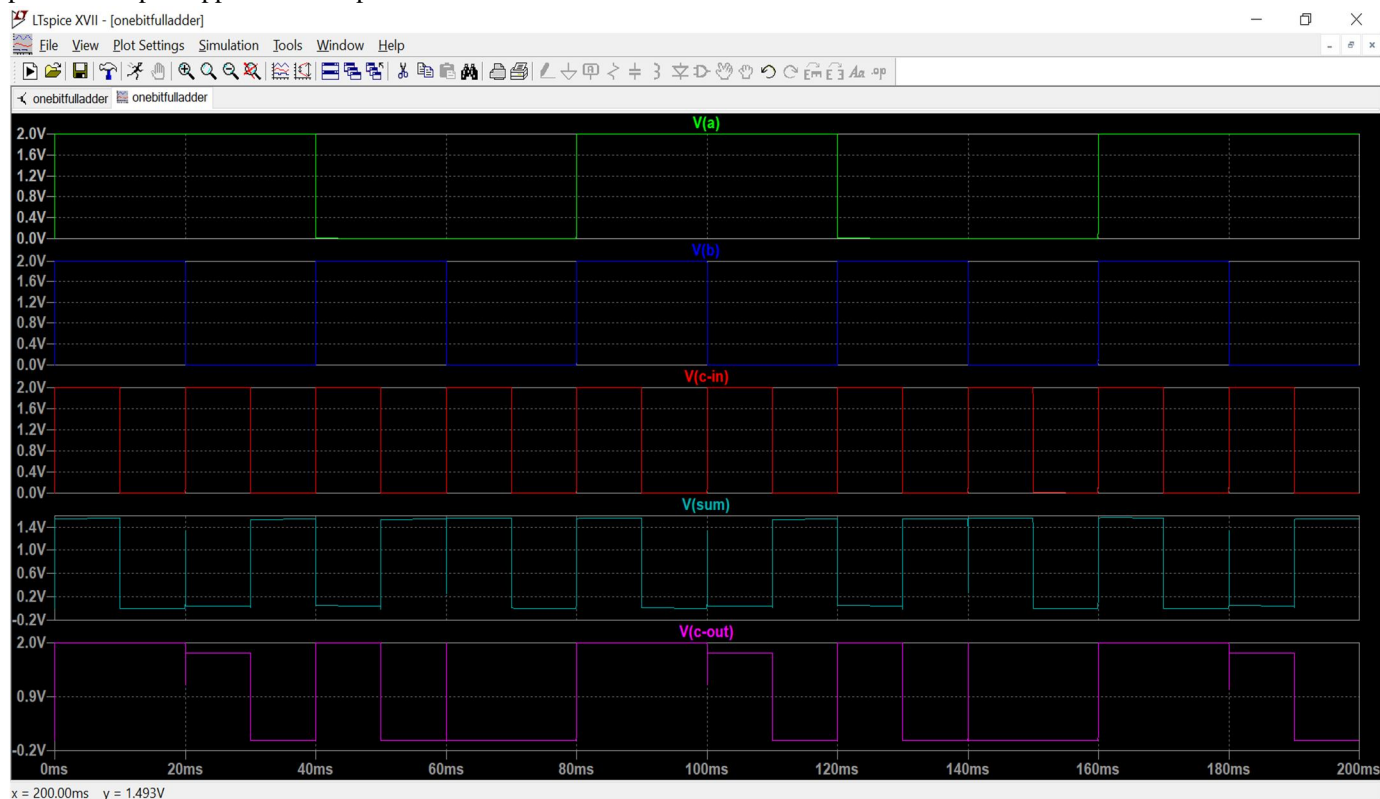 LTspice XVII - [onebitfulladder]
File View Plot Settings Simulation Tools Window Help
onebitfulladder onebitfulladder
V(a)
2.0V
1.6V
1.2V
0.8V
0.4V
0.0V
V(b)
2.0V
1.6V
1.2V
0.8V
0.4V
0.0V
V(c-in)
2.0V
1.6V
1.2V
0.8V
0.4V
0.0V
V(sum)
1.4V
1.0V
0.6V
0.2V
-0.2V
V(c-out)
2.0V
0.9V
-0.2V
0ms 20ms 40ms 60ms 80ms 100ms 120ms 140ms 160ms 180ms 200ms
x = 200.00ms y = 1.493V